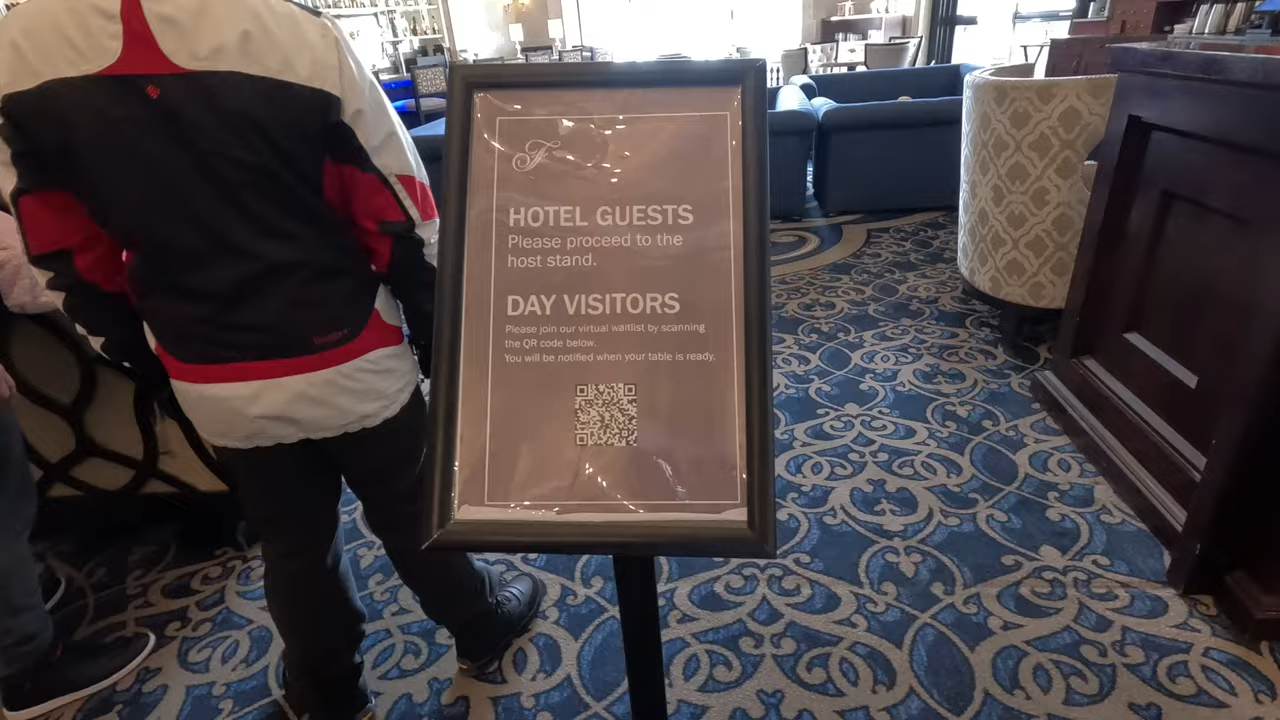 HOTEL GUESTS
Please proceed to the
host stand.
DAY VISITORS
Please join our virtual waitlist by scanning
the QR code below.
You will be notified when your table is ready.